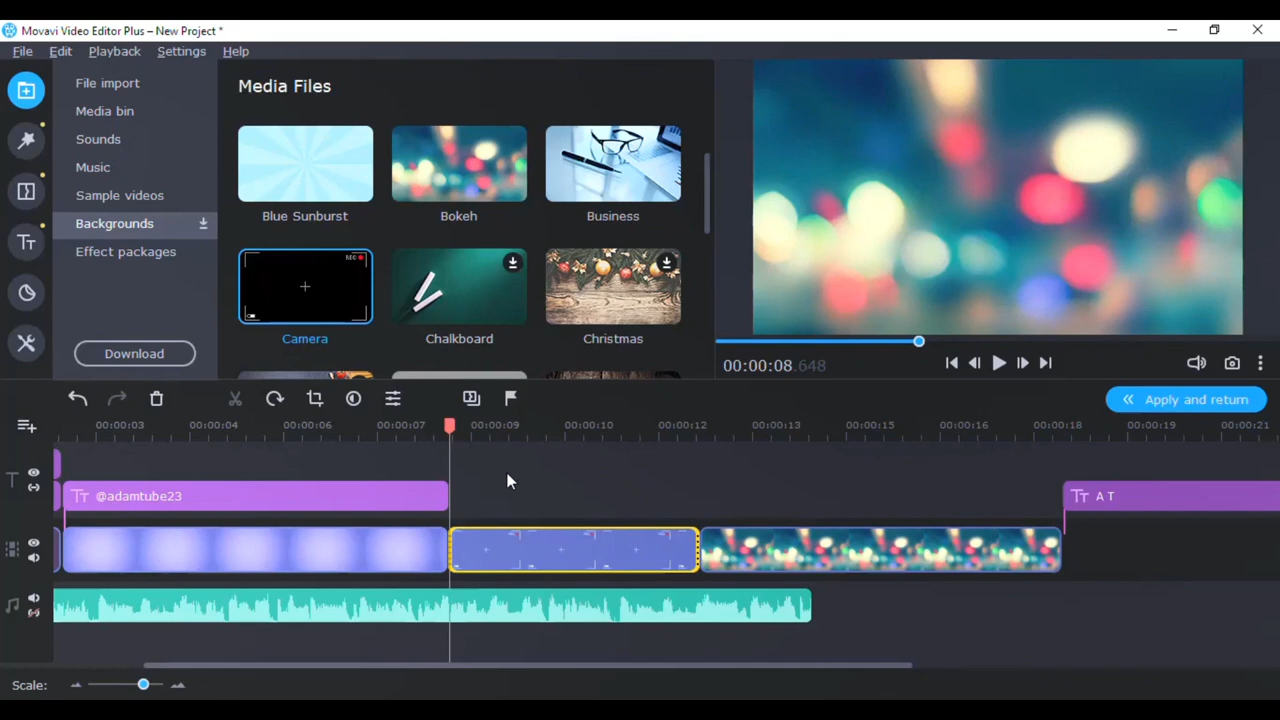 Movavi Video Editor Plus – New Project *
File Edit Playback Settings Help
File import
Media bin
Sounds
Music
Sample videos
Backgrounds
Effect packages
Download
Media Files
Blue Sunburst
Bokeh
Business
REC
Camera
Chalkboard
Christmas
00:00:08.648
Apply and return
00:00:03 00:00:04 00:00:06 00:00:07 00:00:09 00:00:10 00:00:12 00:00:13 00:00:15 00:00:16 00:00:18 00:00:19 00:00:21
T
Tt @adamtube23
Tt A T
Scale: